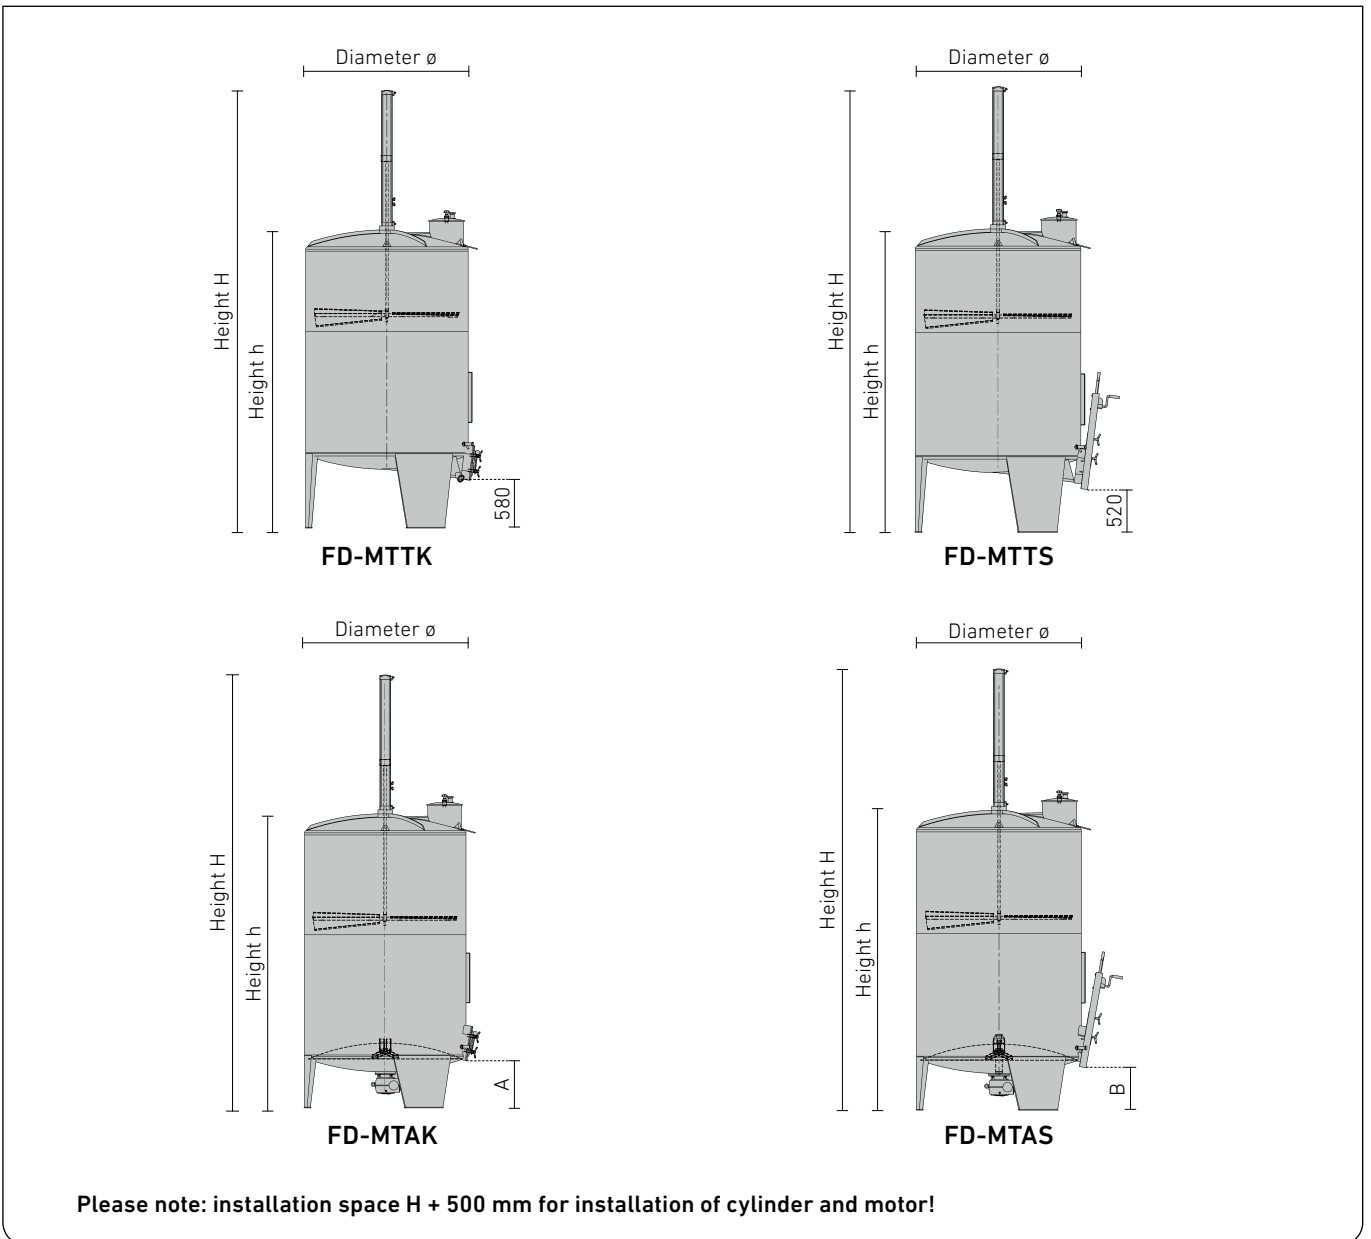 Diameter ø
Height H
Height h
580
FD-MTTK
Diameter ø
Height H
Height h
520
FD-MTTS
Diameter ø
Height H
Height h
A
FD-MTAK
Diameter ø
Height H
Height h
B
FD-MTAS
Please note: installation space H + 500 mm for installation of cylinder and motor!